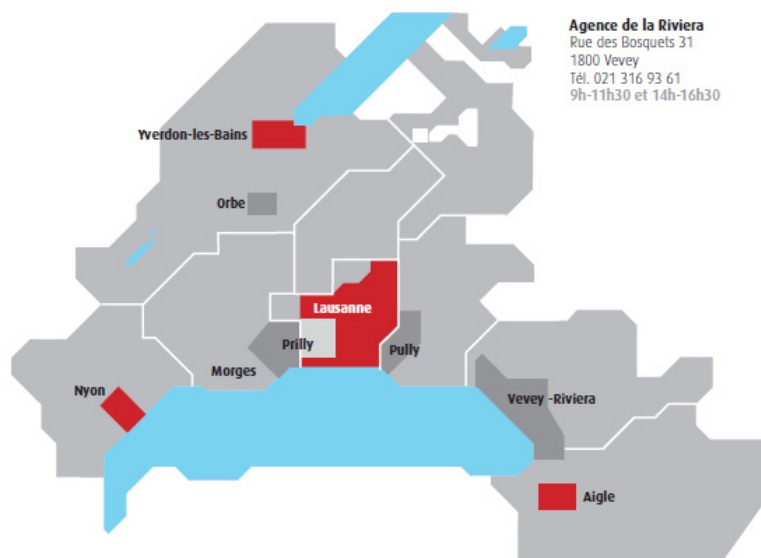 Agence de la Riviera
Rue des Bosquets 31
1800 Vevey
Tél. 021 316 93 61
9h-11h30 et 14h-16h30
Yverdon-les-Bains
Orbe
Lausanne
Prilly
Pully
Morges
Nyon
Vevey -Riviera
Aigle